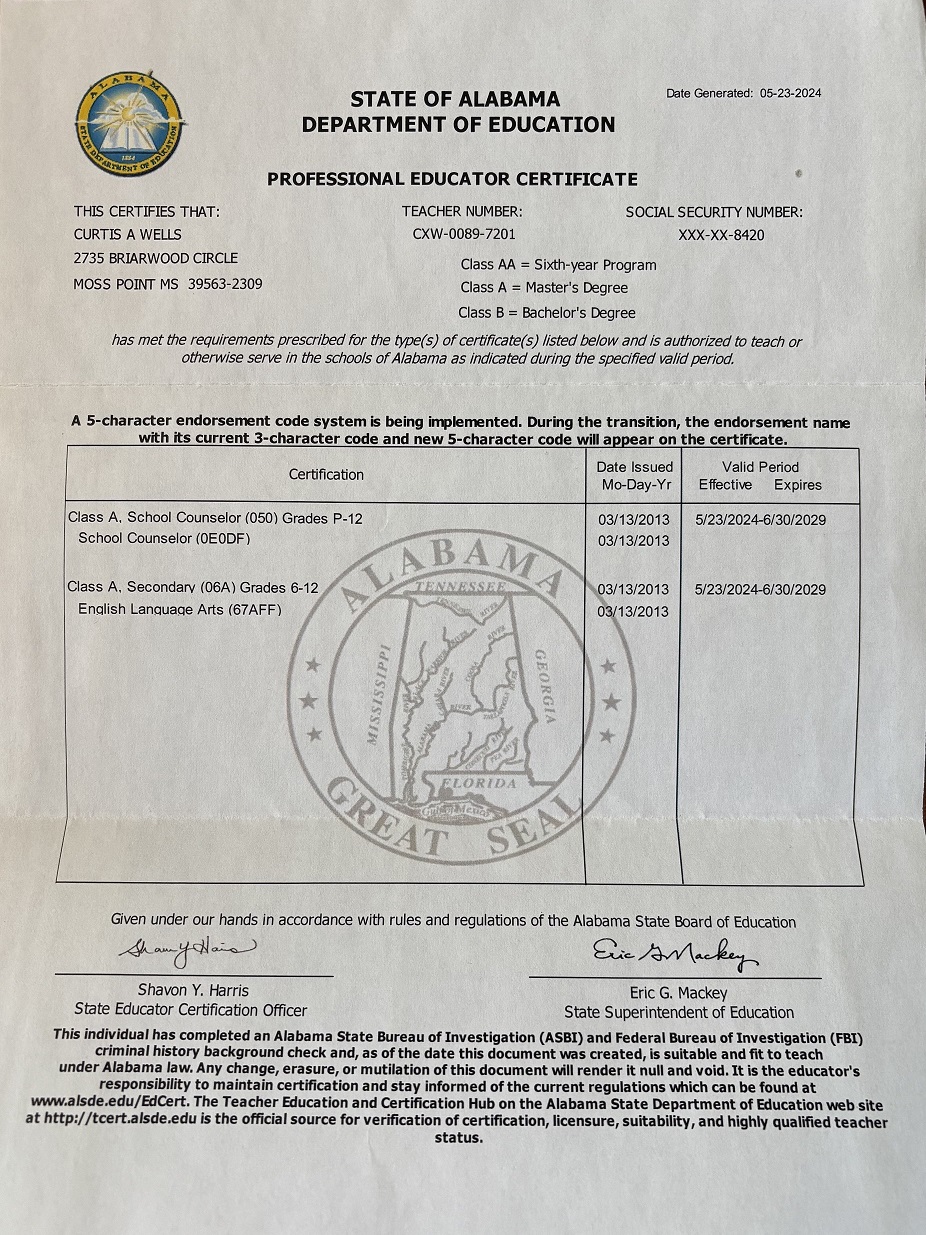 ALABAMA
STATE DEPARTMENT OF EDUCATION
1854
STATE OF ALABAMA
DEPARTMENT OF EDUCATION
Date Generated: 05-23-2024
PROFESSIONAL EDUCATOR CERTIFICATE
THIS CERTIFIES THAT: TEACHER NUMBER: SOCIAL SECURITY NUMBER:
CURTIS A WELLS CXW-0089-7201 XXX-XX-8420
2735 BRIARWOOD CIRCLE
MOSS POINT MS 39563-2309
Class AA = Sixth-year Program
Class A = Master's Degree
Class B = Bachelor's Degree
has met the requirements prescribed for the type(s) of certificate(s) listed below and is authorized to teach or
otherwise serve in the schools of Alabama as indicated during the specified valid period.
A 5-character endorsement code system is being implemented. During the transition, the endorsement name
with its current 3-character code and new 5-character code will appear on the certificate.
Certification Date Issued Valid Period
Mo-Day-Yr Effective Expires
Class A, School Counselor (050) Grades P-12 03/13/2013 5/23/2024-6/30/2029
School Counselor (0E0DF) 03/13/2013
Class A, Secondary (06A) Grades 6-12 03/13/2013 5/23/2024-6/30/2029
English Language Arts (67AFF) 03/13/2013
ALABAMA
TENNESSEE
MISSISSIPPI
GEORGIA
FLORIDA
Gulf of Mexico
GREAT SEAL
Given under our hands in accordance with rules and regulations of the Alabama State Board of Education
Shavon Y. Harris Eric G. Mackey
State Educator Certification Officer State Superintendent of Education
This individual has completed an Alabama State Bureau of Investigation (ASBI) and Federal Bureau of Investigation (FBI)
criminal history background check and, as of the date this document was created, is suitable and fit to teach
under Alabama law. Any change, erasure, or mutilation of this document will render it null and void. It is the educator's
responsibility to maintain certification and stay informed of the current regulations which can be found at
www.alsde.edu/EdCert. The Teacher Education and Certification Hub on the Alabama State Department of Education web site
at http://tcert.alsde.edu is the official source for verification of certification, licensure, suitability, and highly qualified teacher
status.